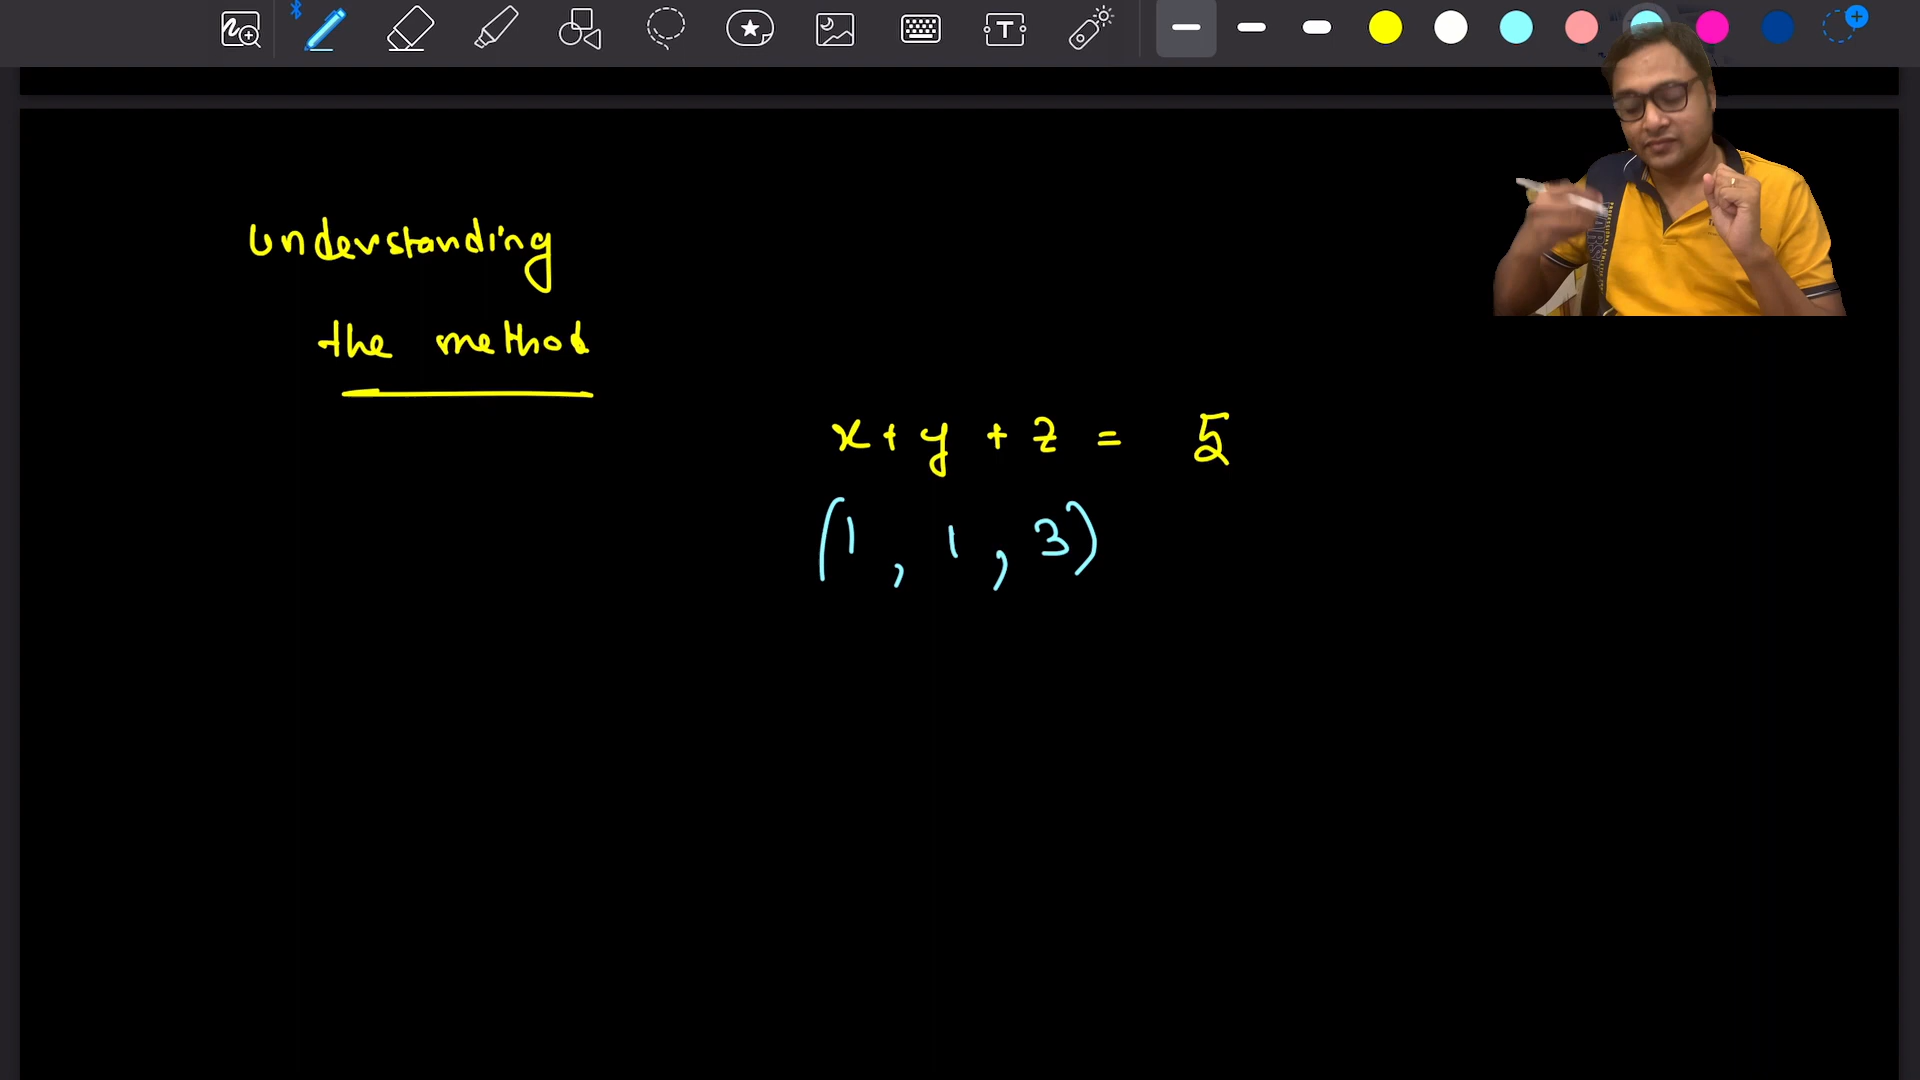 understanding
the method
x + y + z = 5
(1 , 1 , 3)